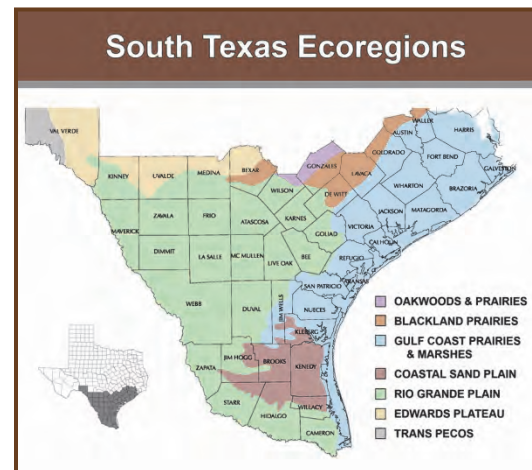 South Texas Ecoregions
VAL VERDE
KINNEY
UVALDE
MEDINA
BEXAR
GONZALES
LAVACA
COLORADO
AUSTIN
WALLER
HARRIS
FORT BEND
GALVESTON
WILSON
DE WITT
WHARTON
BRAZORIA
MAVERICK
ZAVALA
FRIO
ATASCOSA
KARNES
GOLIAD
VICTORIA
JACKSON
MATAGORDA
DIMMIT
LA SALLE
MC MULLEN
LIVE OAK
BEE
REFUGIO
CALHOUN
ARANSAS
WEBB
DUVAL
JIM WELLS
SAN PATRICIO
NUECES
KLEBERG
ZAPATA
JIM HOGG
BROOKS
KENEDY
STARR
HIDALGO
WILLACY
CAMERON
OAKWOODS & PRAIRIES
BLACKLAND PRAIRIES
GULF COAST PRAIRIES
& MARSHES
COASTAL SAND PLAIN
RIO GRANDE PLAIN
EDWARDS PLATEAU
TRANS PECOS